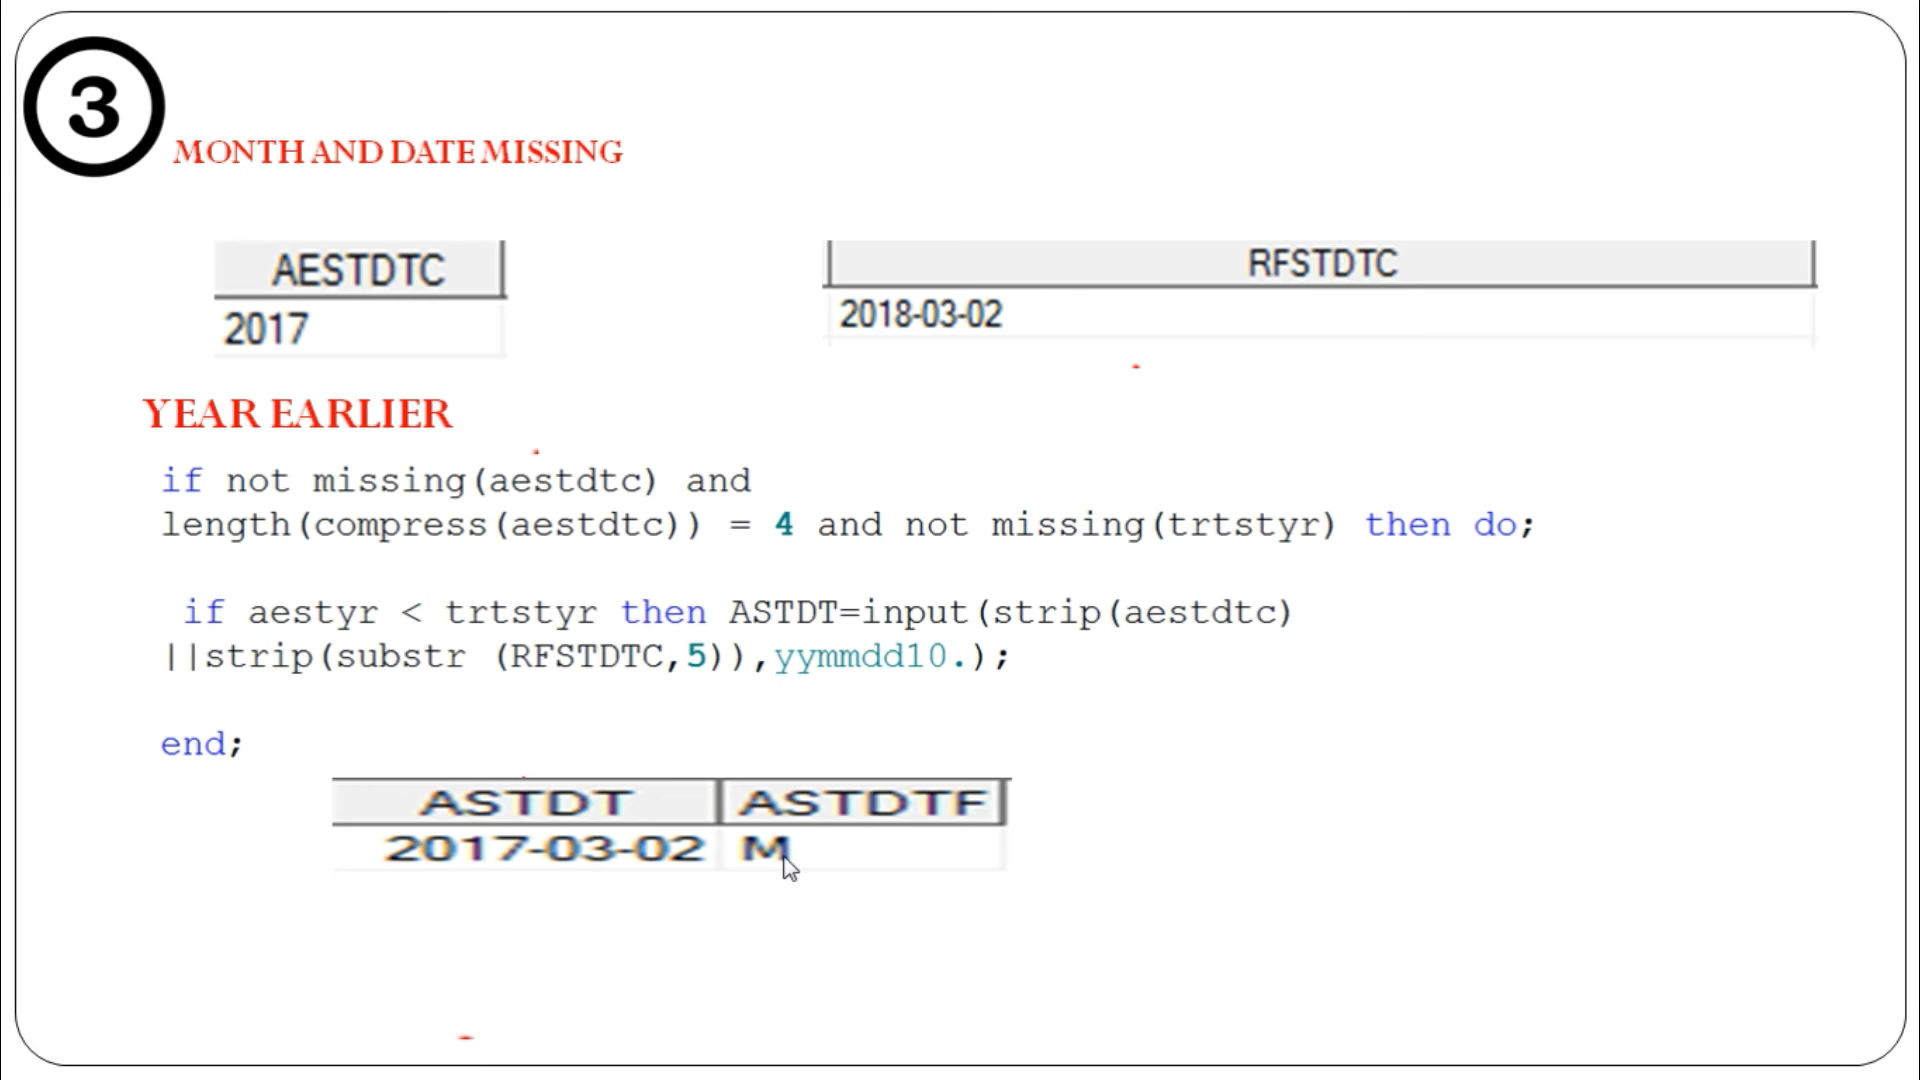 3
MONTH AND DATE MISSING
AESTDTC
2017
RFSTDTC
2018-03-02
YEAR EARLIER
if not missing(aestdtc) and
length(compress(aestdtc)) = 4 and not missing(trtstyr) then do;
if aestyr < trtstyr then ASTDT=input(strip(aestdtc)
||strip(substr (RFSTDTC,5)),yymmdd10.);
end;
ASTDT ASTDTF
2017-03-02 M